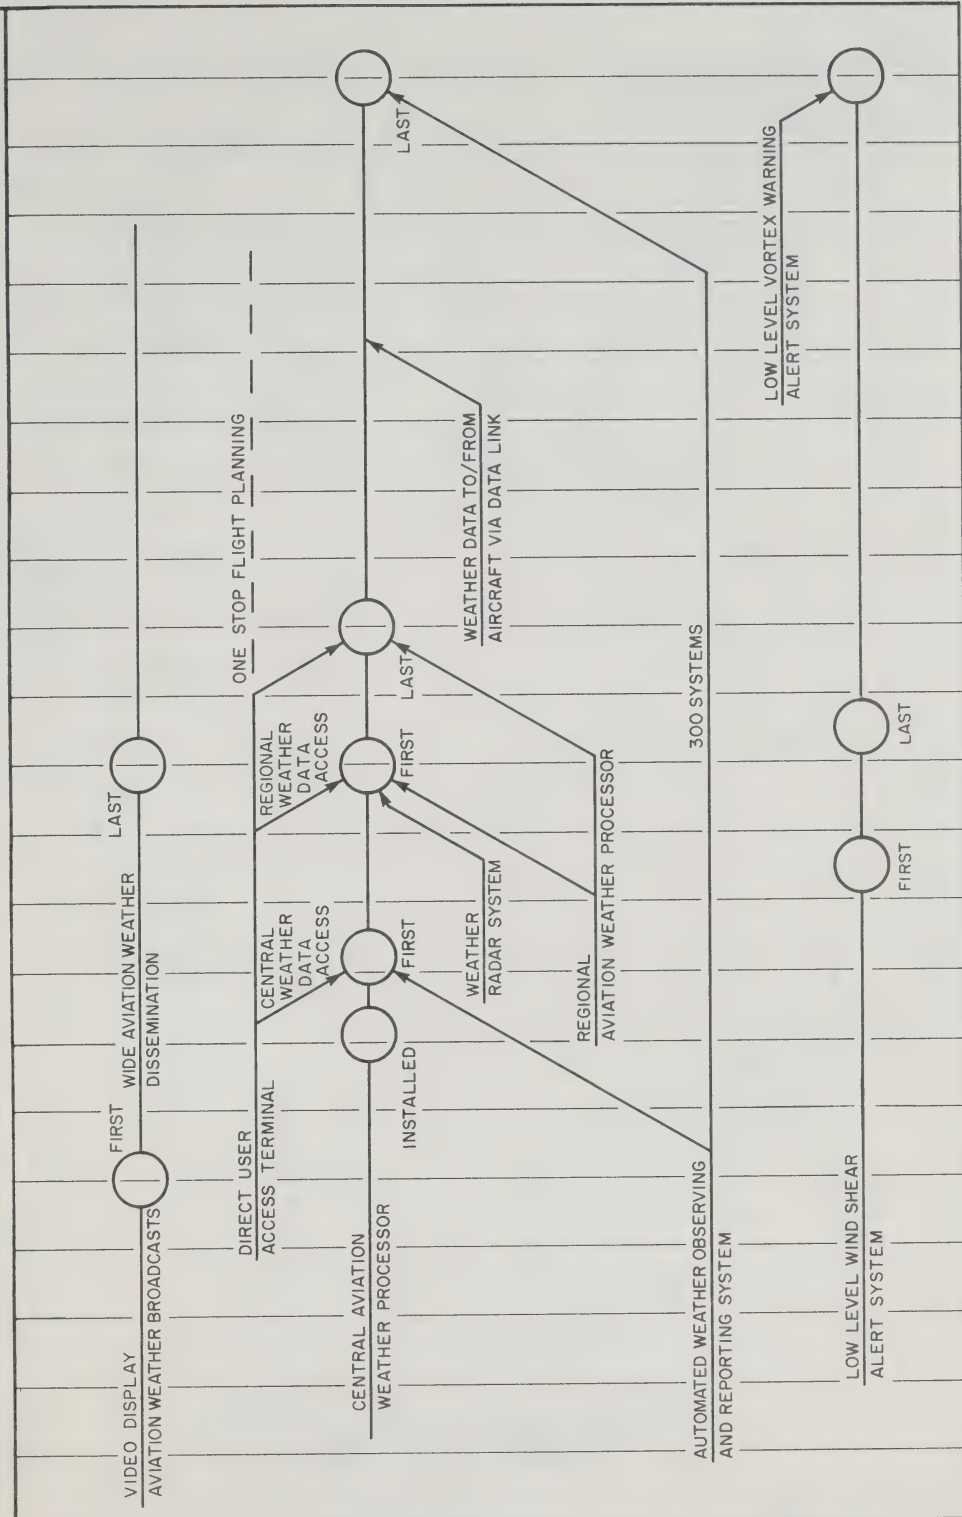 VIDEO DISPLAY
AVIATION WEATHER BROADCASTS
FIRST
WIDE AVIATION WEATHER
DISSEMINATION
LAST
DIRECT USER
ACCESS TERMINAL
CENTRAL
WEATHER
DATA
ACCESS
REGIONAL
WEATHER
DATA
ACCESS
ONE STOP FLIGHT PLANNING
CENTRAL AVIATION
WEATHER PROCESSOR
INSTALLED
FIRST
FIRST
LAST
LAST
WEATHER
RADAR SYSTEM
WEATHER DATA TO/FROM
AIRCRAFT VIA DATA LINK
REGIONAL
AVIATION WEATHER PROCESSOR
AUTOMATED WEATHER OBSERVING
AND REPORTING SYSTEM
300 SYSTEMS
LOW LEVEL WIND SHEAR
ALERT SYSTEM
FIRST
LAST
LOW LEVEL VORTEX WARNING
ALERT SYSTEM